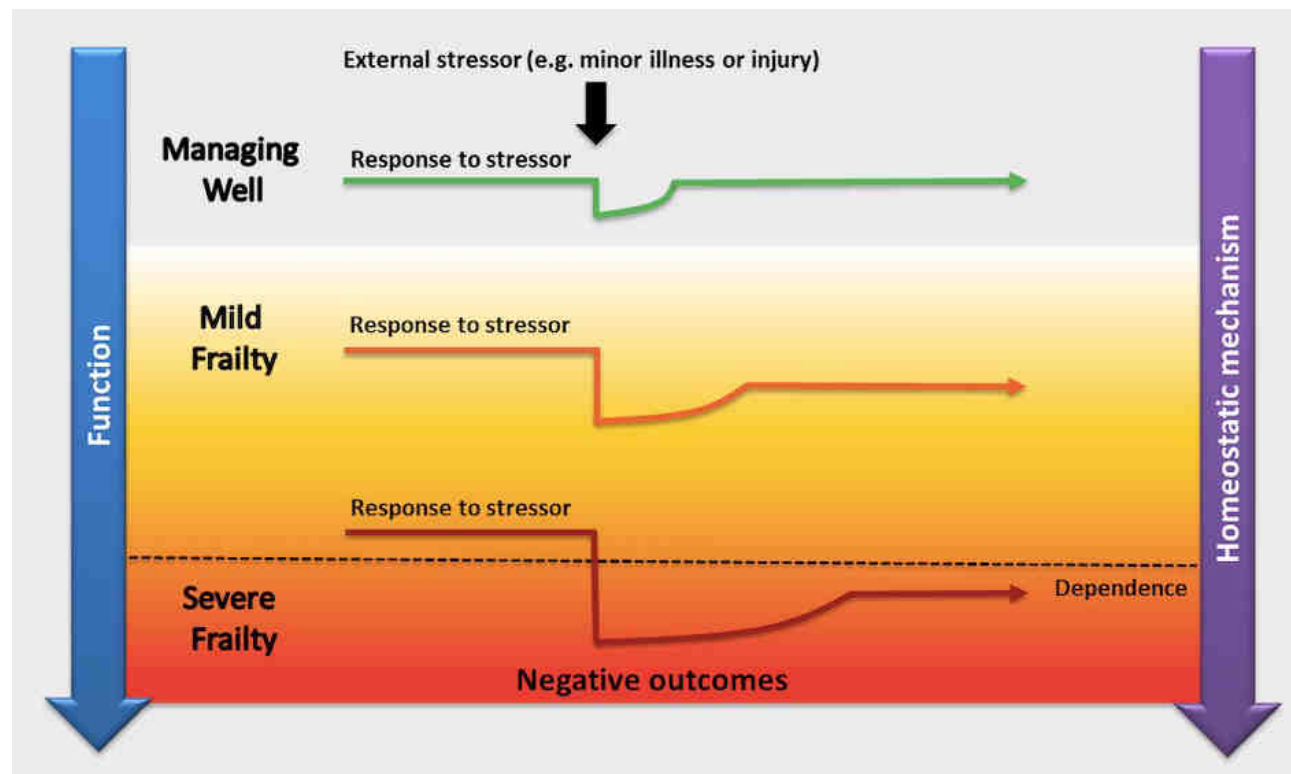 External stressor (e.g. minor illness or injury)
Managing
Well
Response to stressor
Mild
Frailty
Response to stressor
Function
Homeostatic mechanism
Response to stressor
Dependence
Severe
Frailty
Negative outcomes